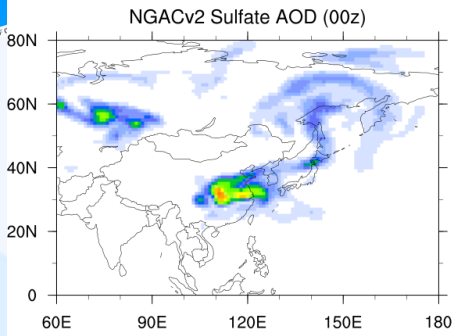 NGACv2 Sulfate AOD (00z)
80N
60N
40N
20N
0
60E 90E 120E 150E 180